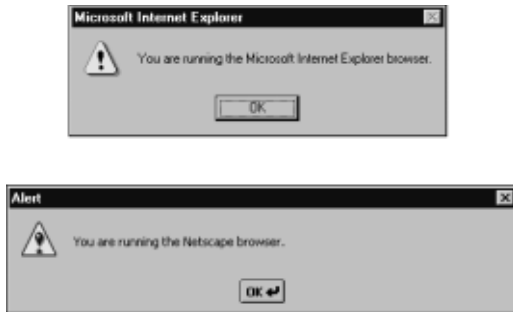 Microsoft Internet Explorer
You are running the Microsoft Internet Explorer browser.
OK
Alert
You are running the Netscape browser.
OK